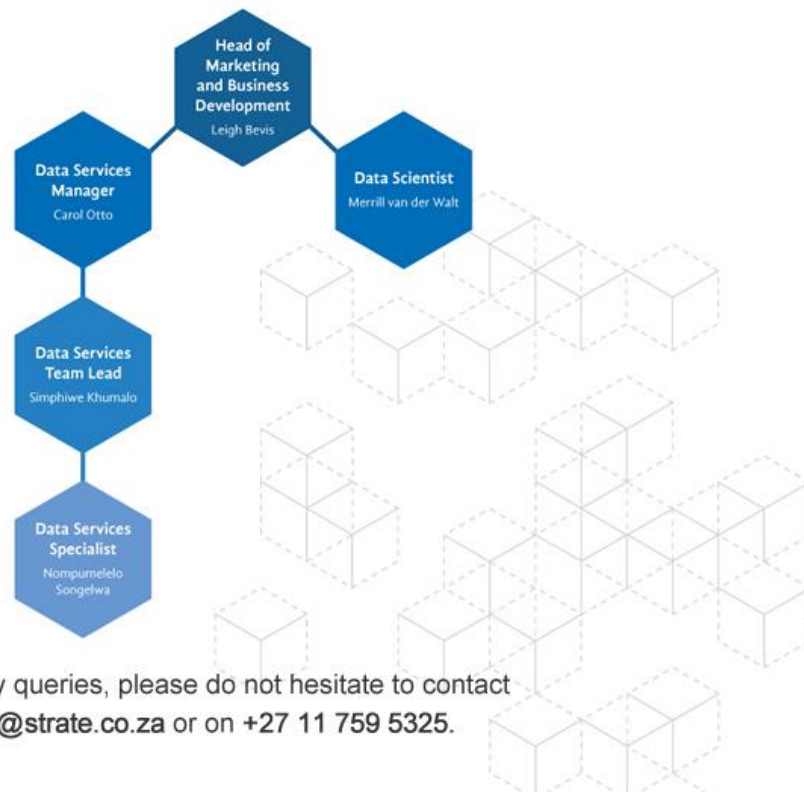 Head of
Marketing
and Business
Development
Leigh Bevis
Data Services
Manager
Carol Otto
Data Scientist
Merrill van der Walt
Data Services
Team Lead
Simphiwe Khumalo
Data Services
Specialist
Nompumelelo
Songelwa
queries, please do not hesitate to contact
@strate.co.za or on +27 11 759 5325.